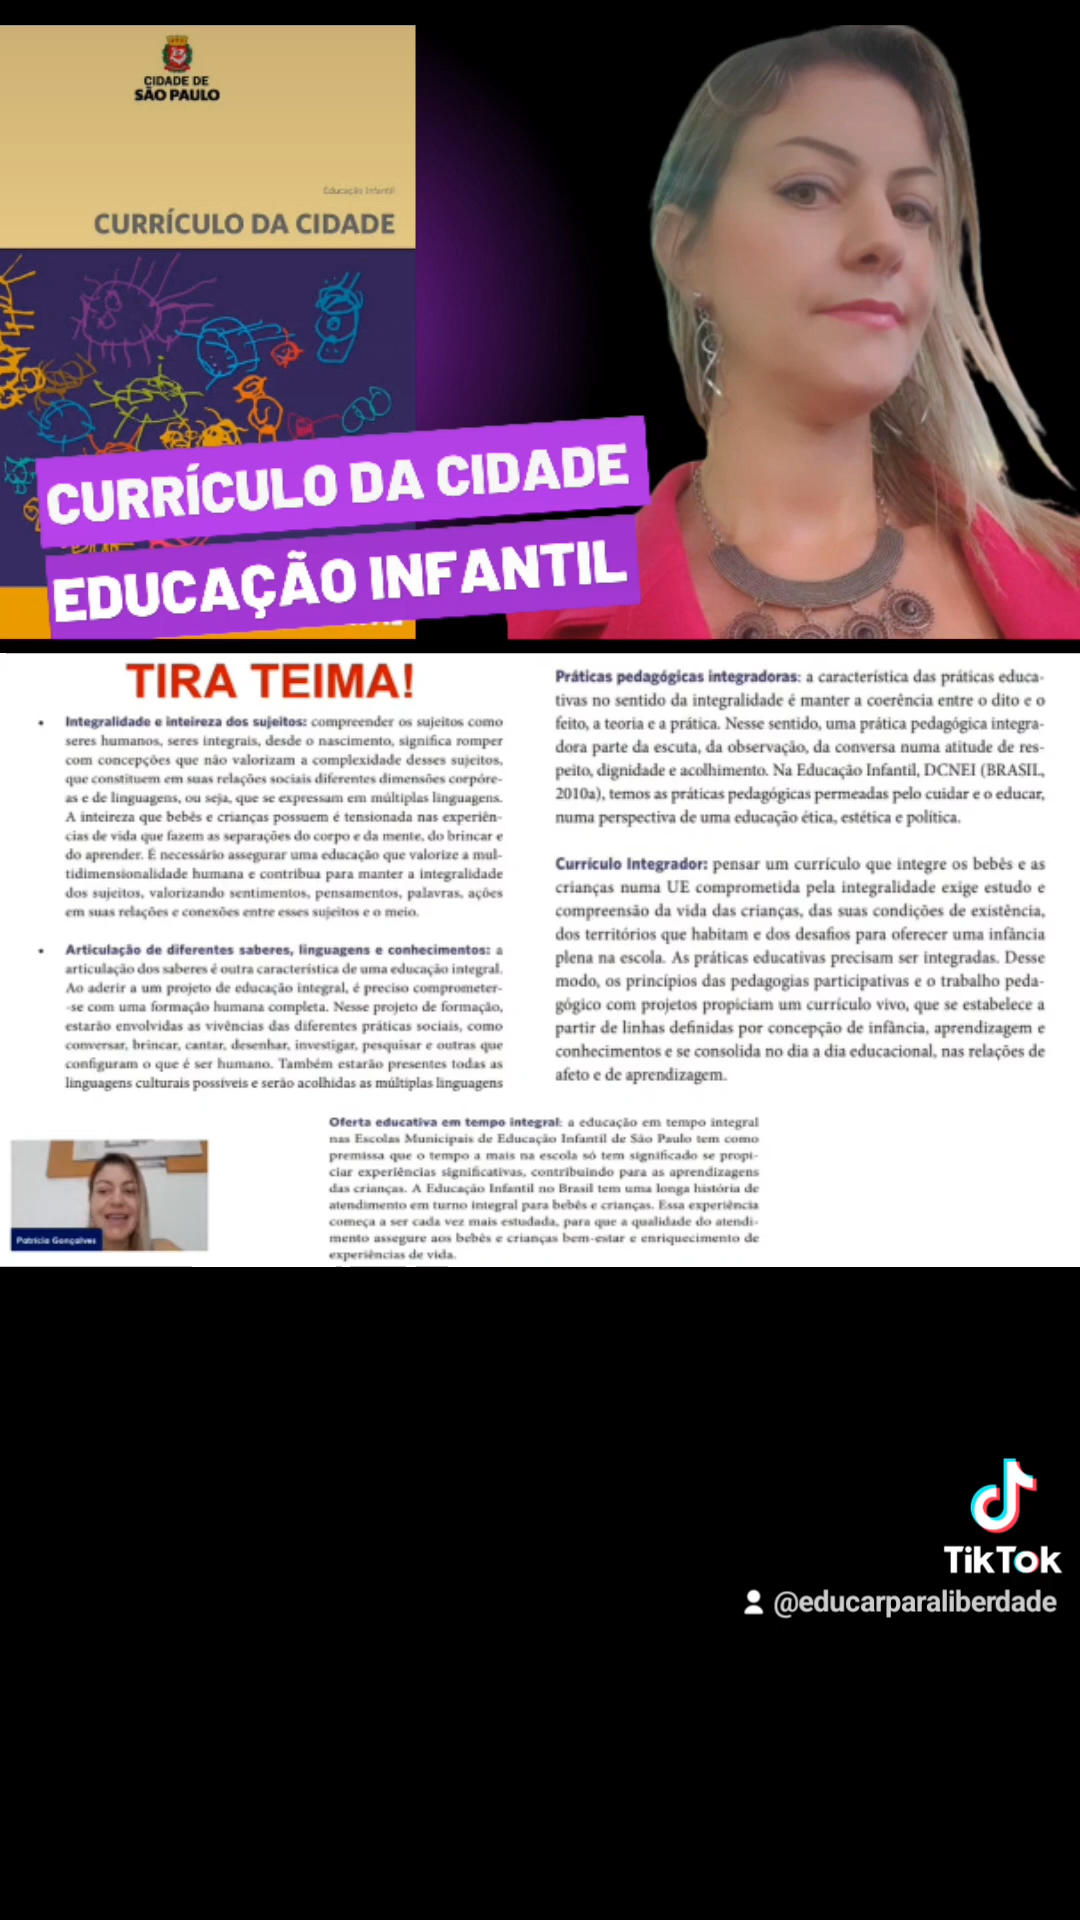 CIDADE DE
SÃO PAULO
Educação Infantil
CURRÍCULO DA CIDADE
CURRÍCULO DA CIDADE
EDUCAÇÃO INFANTIL
TIRA TEIMA!
• Integralidade e inteireza dos sujeitos: compreender os sujeitos como
seres humanos, seres integrais, desde o nascimento, significa romper
com concepções que não valorizam a complexidade desses sujeitos,
que constituem em suas relações sociais diferentes dimensões corpóre-
as e de linguagens, ou seja, que se expressam em múltiplas linguagens.
A inteireza que bebês e crianças possuem é tensionada nas experiên-
cias de vida que fazem as separações do corpo e da mente, do brincar e
do aprender. É necessário assegurar uma educação que valorize a mul-
tidimensionalidade humana e contribua para manter a integralidade
dos sujeitos, valorizando sentimentos, pensamentos, palavras, ações
em suas relações e conexões entre esses sujeitos e o meio.
• Articulação de diferentes saberes, linguagens e conhecimentos: a
articulação dos saberes é outra característica de uma educação integral.
Ao aderir a um projeto de educação integral, é preciso comprometer-
-se com uma formação humana completa. Nesse projeto de formação,
estarão envolvidas as vivências das diferentes práticas sociais, como
conversar, brincar, cantar, desenhar, investigar, pesquisar e outras que
configuram o que é ser humano. Também estarão presentes todas as
linguagens culturais possíveis e serão acolhidas as múltiplas linguagens
Práticas pedagógicas integradoras: a característica das práticas educa-
tivas no sentido da integralidade é manter a coerência entre o dito e o
feito, a teoria e a prática. Nesse sentido, uma prática pedagógica integra-
dora parte da escuta, da observação, da conversa numa atitude de res-
peito, dignidade e acolhimento. Na Educação Infantil, DCNEI (BRASIL,
2010a), temos as práticas pedagógicas permeadas pelo cuidar e o educar,
numa perspectiva de uma educação ética, estética e política.
Currículo Integrador: pensar um currículo que integre os bebês e as
crianças numa UE comprometida pela integralidade exige estudo e
compreensão da vida das crianças, das suas condições de existência,
dos territórios que habitam e dos desafios para oferecer uma infância
plena na escola. As práticas educativas precisam ser integradas. Desse
modo, os princípios das pedagogias participativas e o trabalho peda-
gógico com projetos propiciam um currículo vivo, que se estabelece a
partir de linhas definidas por concepção de infância, aprendizagem e
conhecimentos e se consolida no dia a dia educacional, nas relações de
afeto e de aprendizagem.
Oferta educativa em tempo integral: a educação em tempo integral
nas Escolas Municipais de Educação Infantil de São Paulo tem como
premissa que o tempo a mais na escola só tem significado se propi-
ciar experiências significativas, contribuindo para as aprendizagens
das crianças. A Educação Infantil no Brasil tem uma longa história de
atendimento em turno integral para bebês e crianças. Essa experiência
começa a ser cada vez mais estudada, para que a qualidade do atendi-
mento assegure aos bebês e crianças bem-estar e enriquecimento de
experiências de vida.
Patrícia Gonçalves
TikTok
@educarparaliberdade